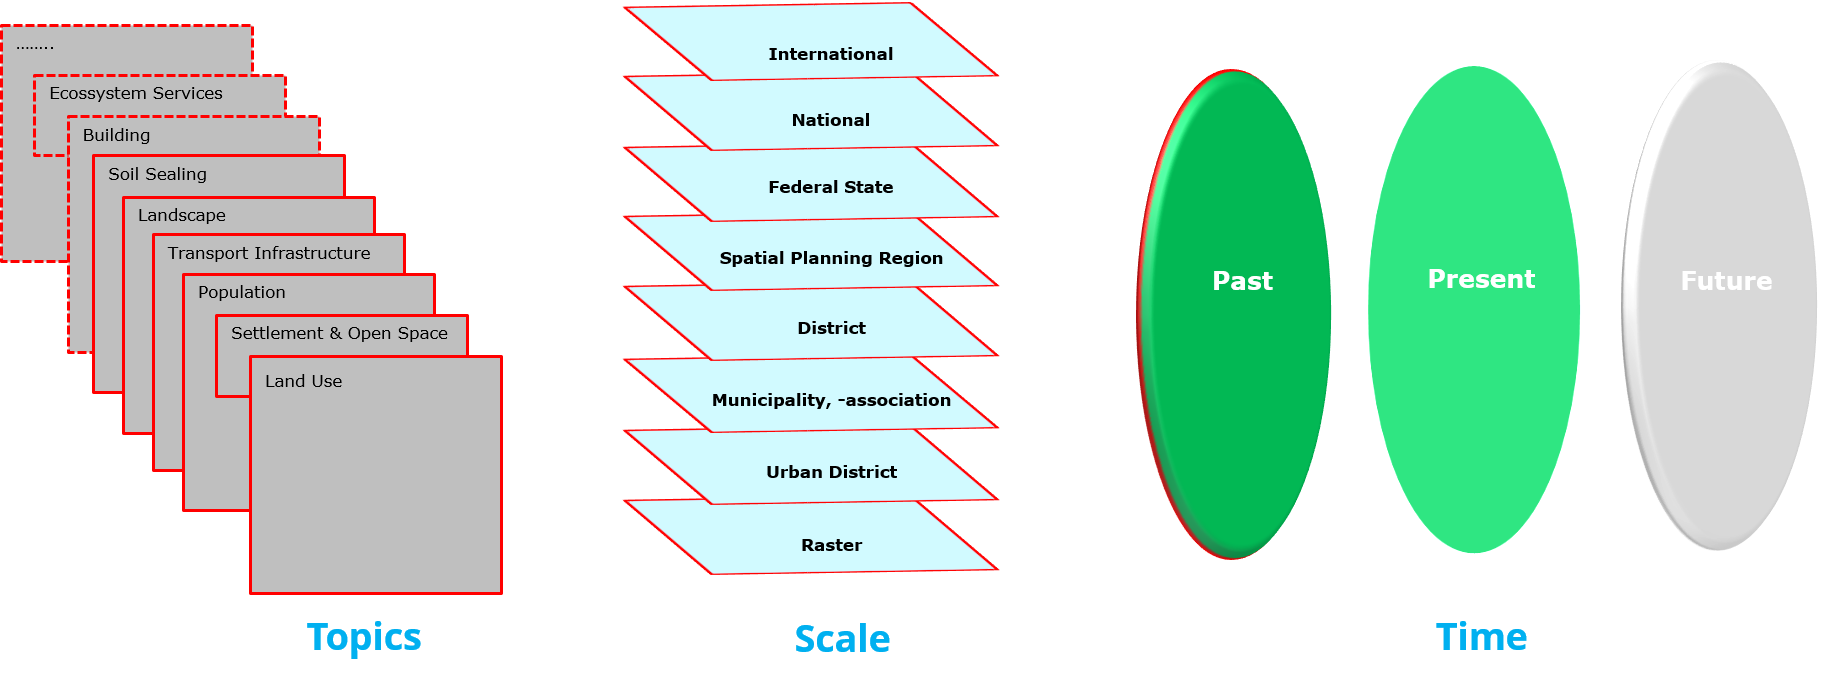 ........
Ecossystem Services
Building
Soil Sealing
Landscape
Transport Infrastructure
Population
Settlement & Open Space
Land Use
Topics
International
National
Federal State
Spatial Planning Region
District
Municipality, -association
Urban District
Raster
Scale
Past
Present
Future
Time